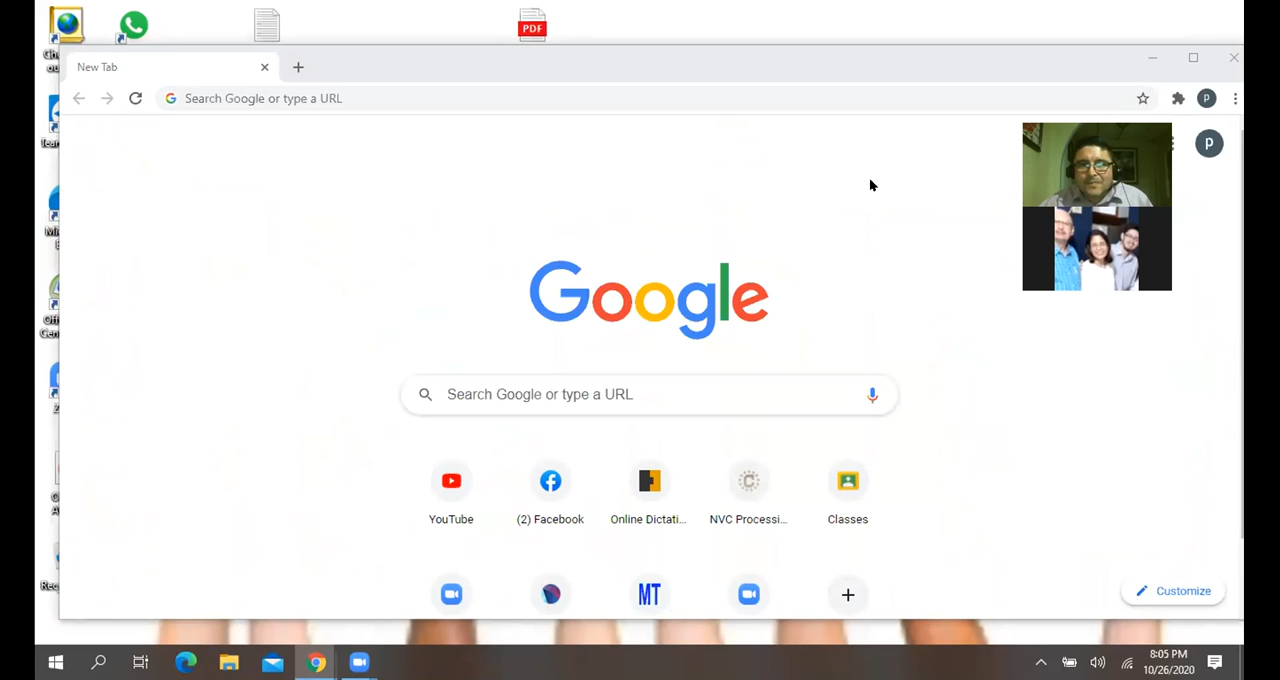 PDF
New Tab
Search Google or type a URL
p
p
Google
Search Google or type a URL
YouTube
(2) Facebook
Online Dictati...
NVC Processi...
Classes
MT
Customize
8:05 PM
10/26/2020